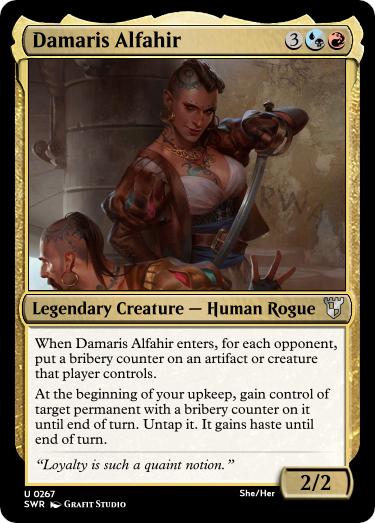 Damaris Alfahir 3
Legendary Creature — Human Rogue
When Damaris Alfahir enters, for each opponent,
put a bribery counter on an artifact or creature
that player controls.
At the beginning of your upkeep, gain control of
target permanent with a bribery counter on it
until end of turn. Untap it. It gains haste until
end of turn.
“Loyalty is such a quaint notion.”
2/2
U 0267 She/Her
SWR GRAFIT STUDIO